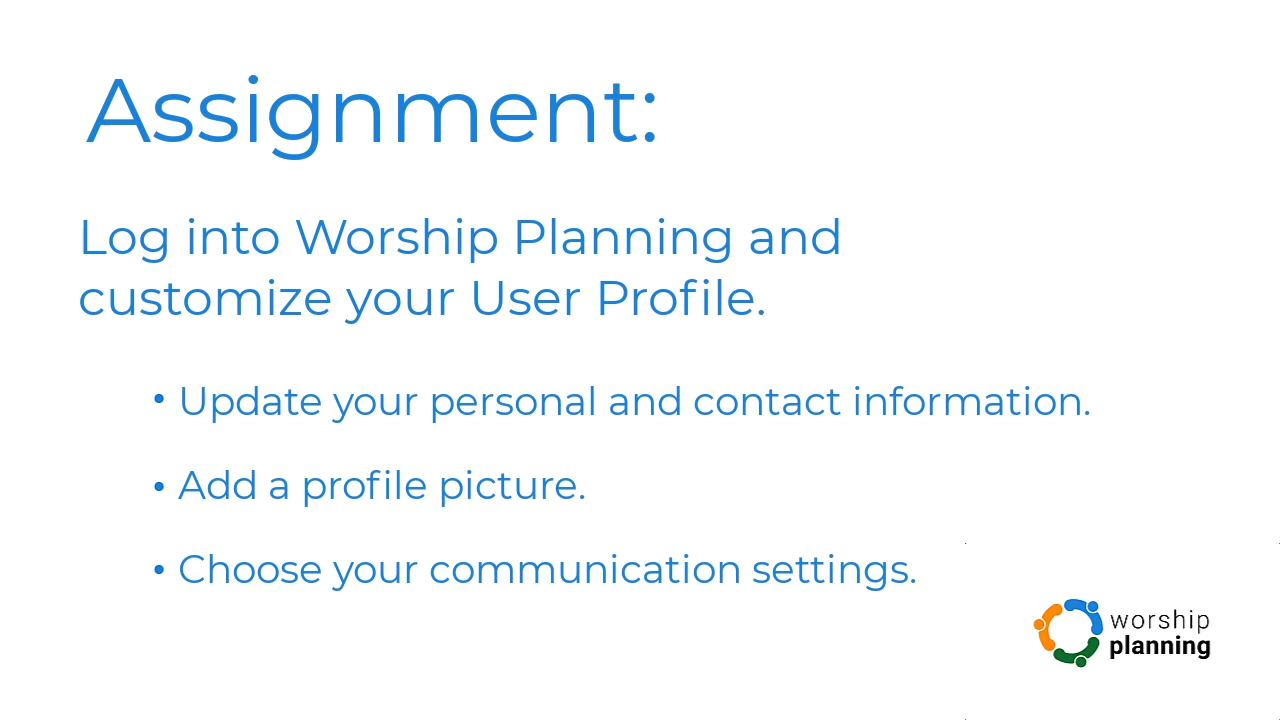 Assignment:
Log into Worship Planning and
customize your User Profile.
• Update your personal and contact information.
• Add a profile picture.
• Choose your communication settings.
worship
planning